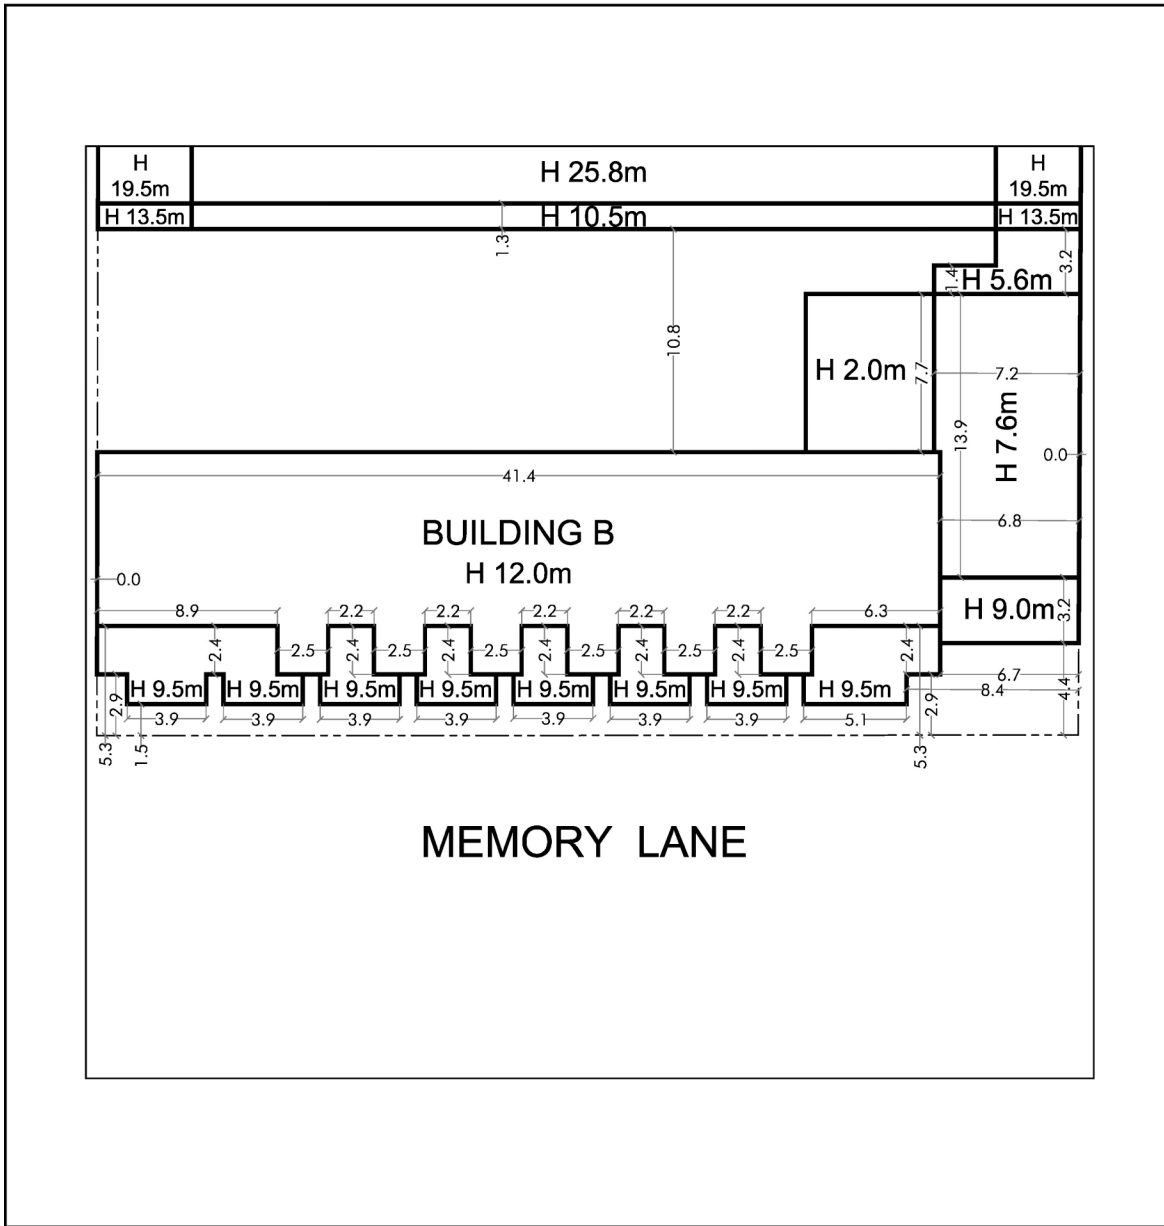 H
19.5m
H 25.8m
H
19.5m
H 13.5m
H 10.5m
H 13.5m
1.3
3.2
1.4
H 5.6m
10.8
H 2.0m
7.7
7.2
13.9
H 7.6m
0.0
41.4
BUILDING B
6.8
H 12.0m
0.0
8.9
2.2
2.2
2.2
2.2
2.2
6.3
H 9.0m
3.2
2.4
2.5
2.4
2.5
2.4
2.5
2.4
2.5
2.4
2.5
2.4
2.5
2.4
6.7
H 9.5m
H 9.5m
H 9.5m
H 9.5m
H 9.5m
H 9.5m
H 9.5m
H 9.5m
8.4
4.4
2.9
2.9
3.9
3.9
3.9
3.9
3.9
3.9
3.9
5.1
5.3
1.5
5.3
MEMORY LANE